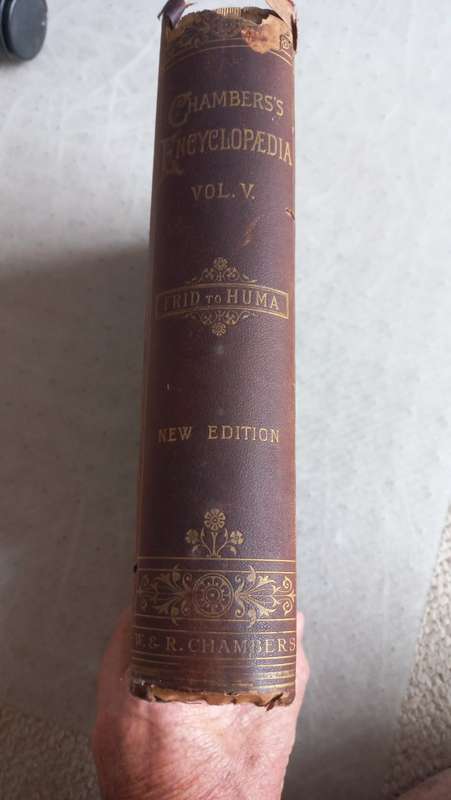 CHAMBERS'S
ENCYCLOPÆDIA
VOL. V.
FRID TO HUMA
NEW EDITION
W. & R. CHAMBERS